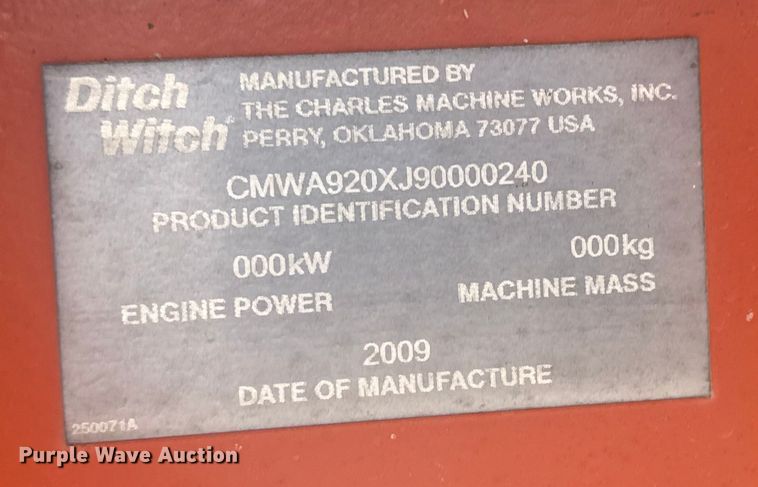 Ditch Witch®
MANUFACTURED BY
THE CHARLES MACHINE WORKS, INC.
PERRY, OKLAHOMA 73077 USA
CMWA920XJ90000240
PRODUCT IDENTIFICATION NUMBER
000kW
ENGINE POWER
000kg
MACHINE MASS
2009
DATE OF MANUFACTURE
250071A
Purple Wave Auction